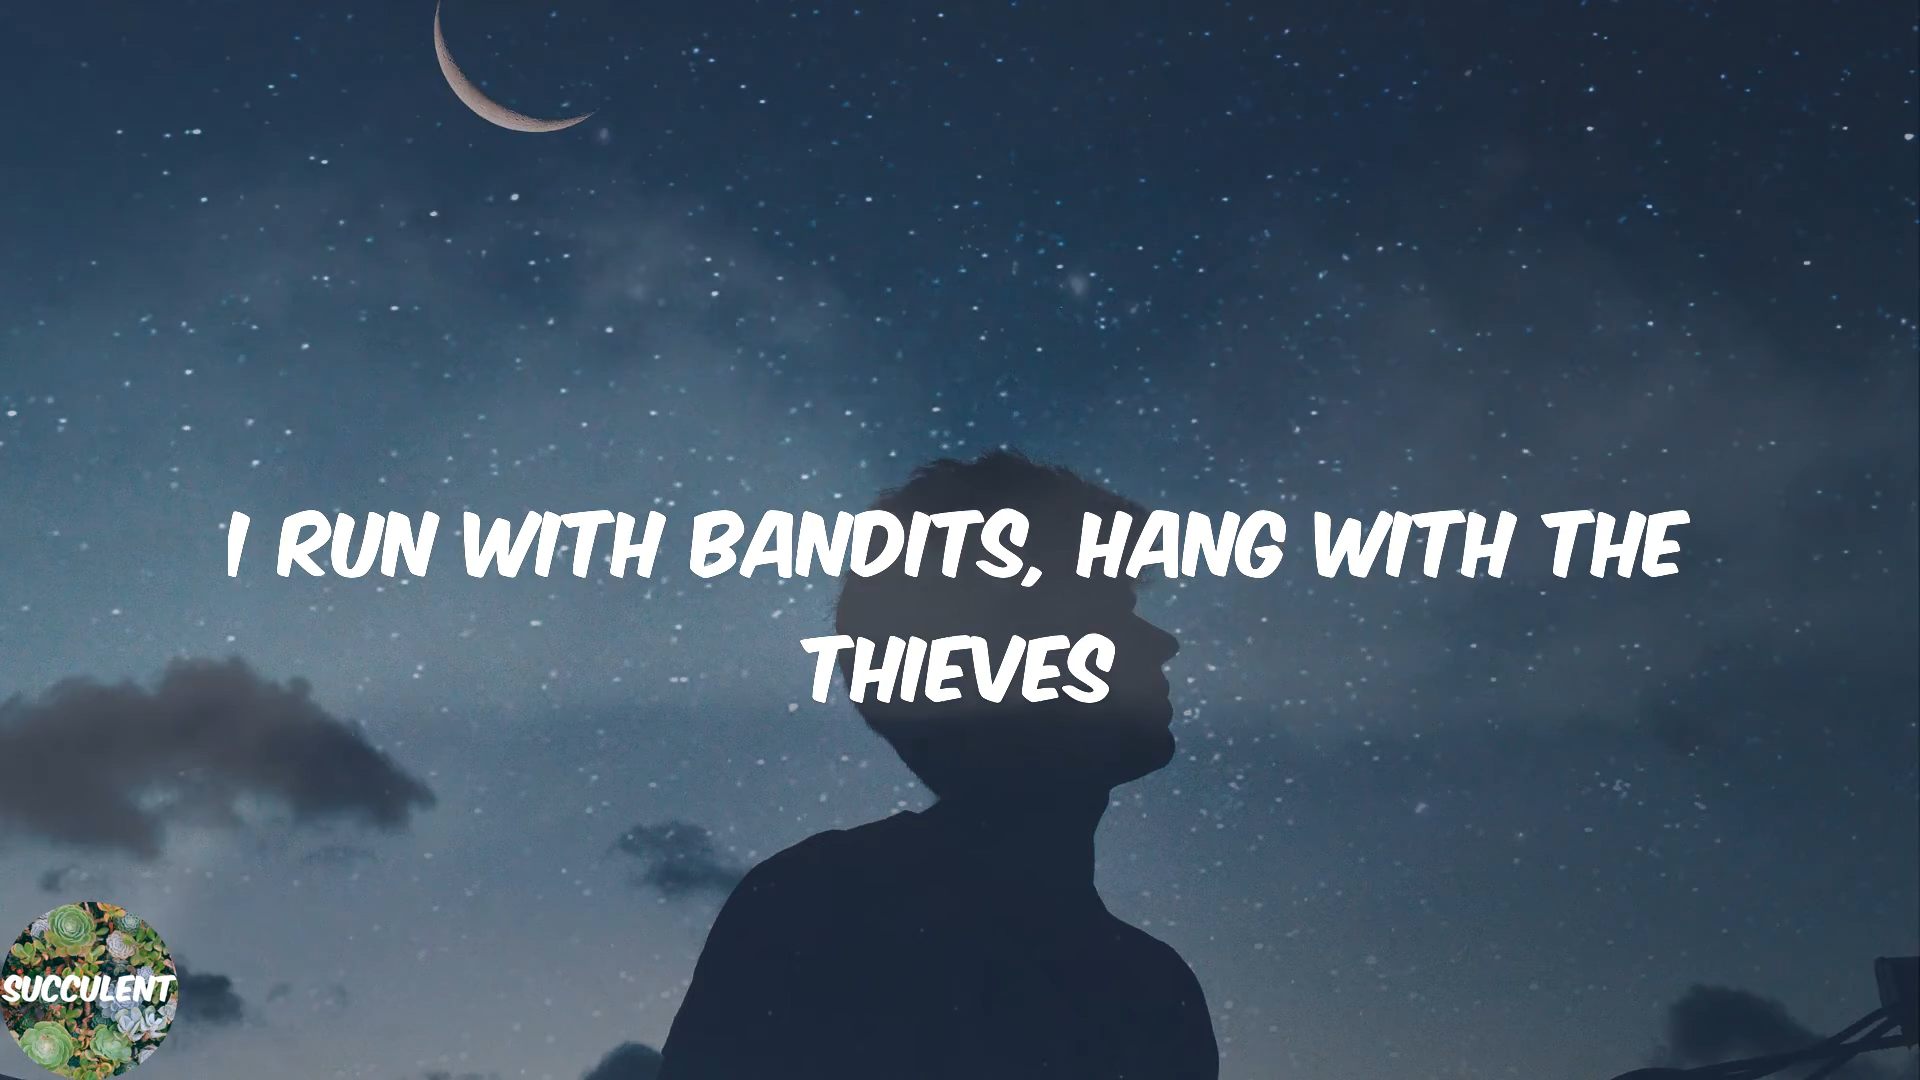 I RUN WITH BANDITS, HANG WITH THE
THIEVES
SUCCULENT